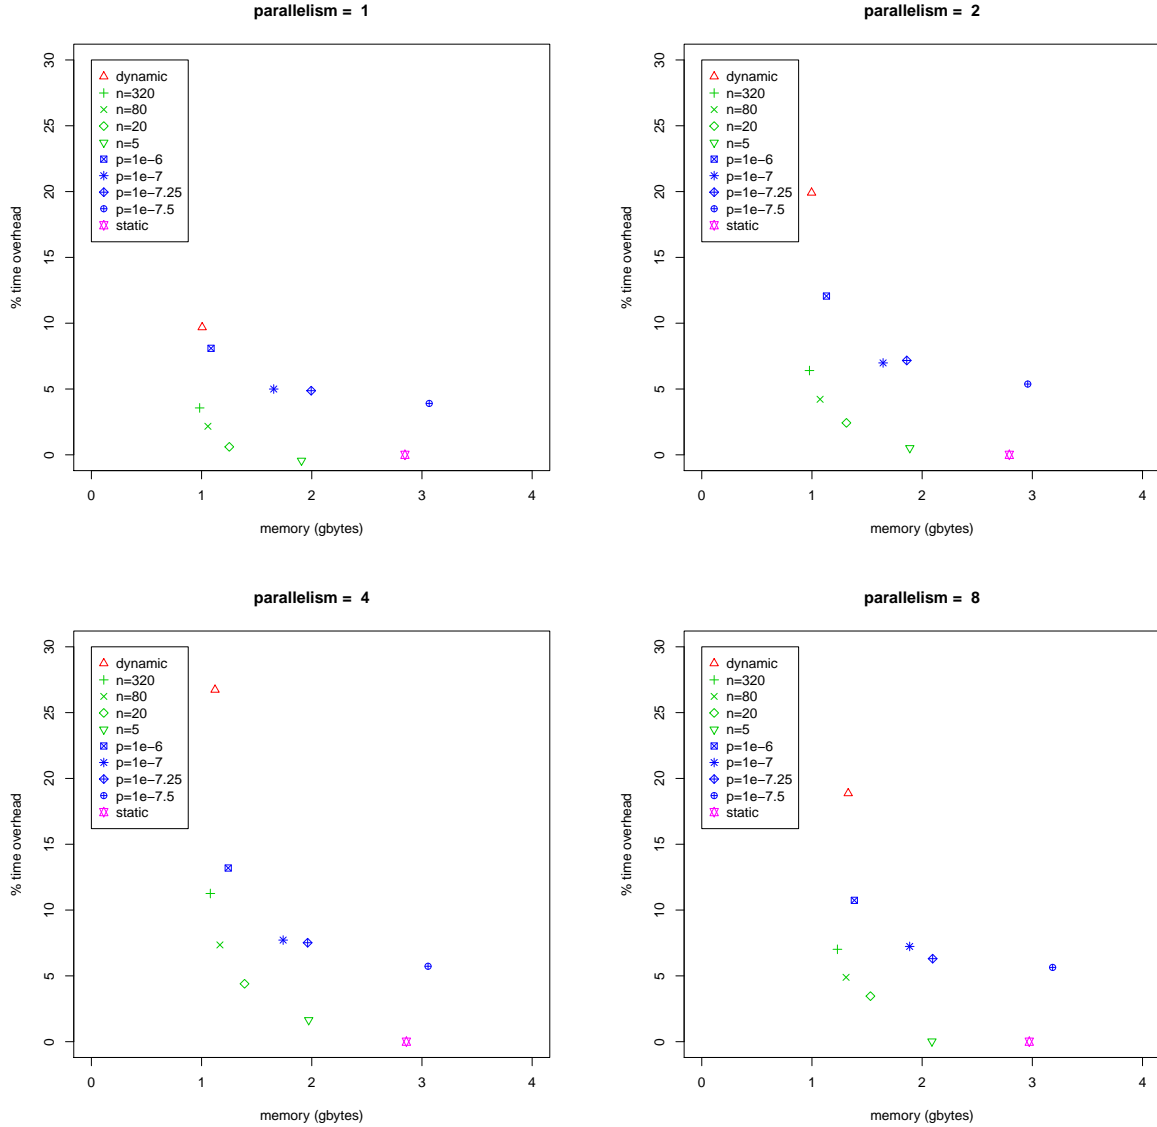 parallelism = 1
% time overhead
30
25
20
15
10
5
0
dynamic
n=320
n=80
n=20
n=5
p=1e−6
p=1e−7
p=1e−7.25
p=1e−7.5
static
0 1 2 3 4
memory (gbytes)
parallelism = 2
% time overhead
30
25
20
15
10
5
0
dynamic
n=320
n=80
n=20
n=5
p=1e−6
p=1e−7
p=1e−7.25
p=1e−7.5
static
0 1 2 3 4
memory (gbytes)
parallelism = 4
% time overhead
30
25
20
15
10
5
0
dynamic
n=320
n=80
n=20
n=5
p=1e−6
p=1e−7
p=1e−7.25
p=1e−7.5
static
0 1 2 3 4
memory (gbytes)
parallelism = 8
% time overhead
30
25
20
15
10
5
0
dynamic
n=320
n=80
n=20
n=5
p=1e−6
p=1e−7
p=1e−7.25
p=1e−7.5
static
0 1 2 3 4
memory (gbytes)